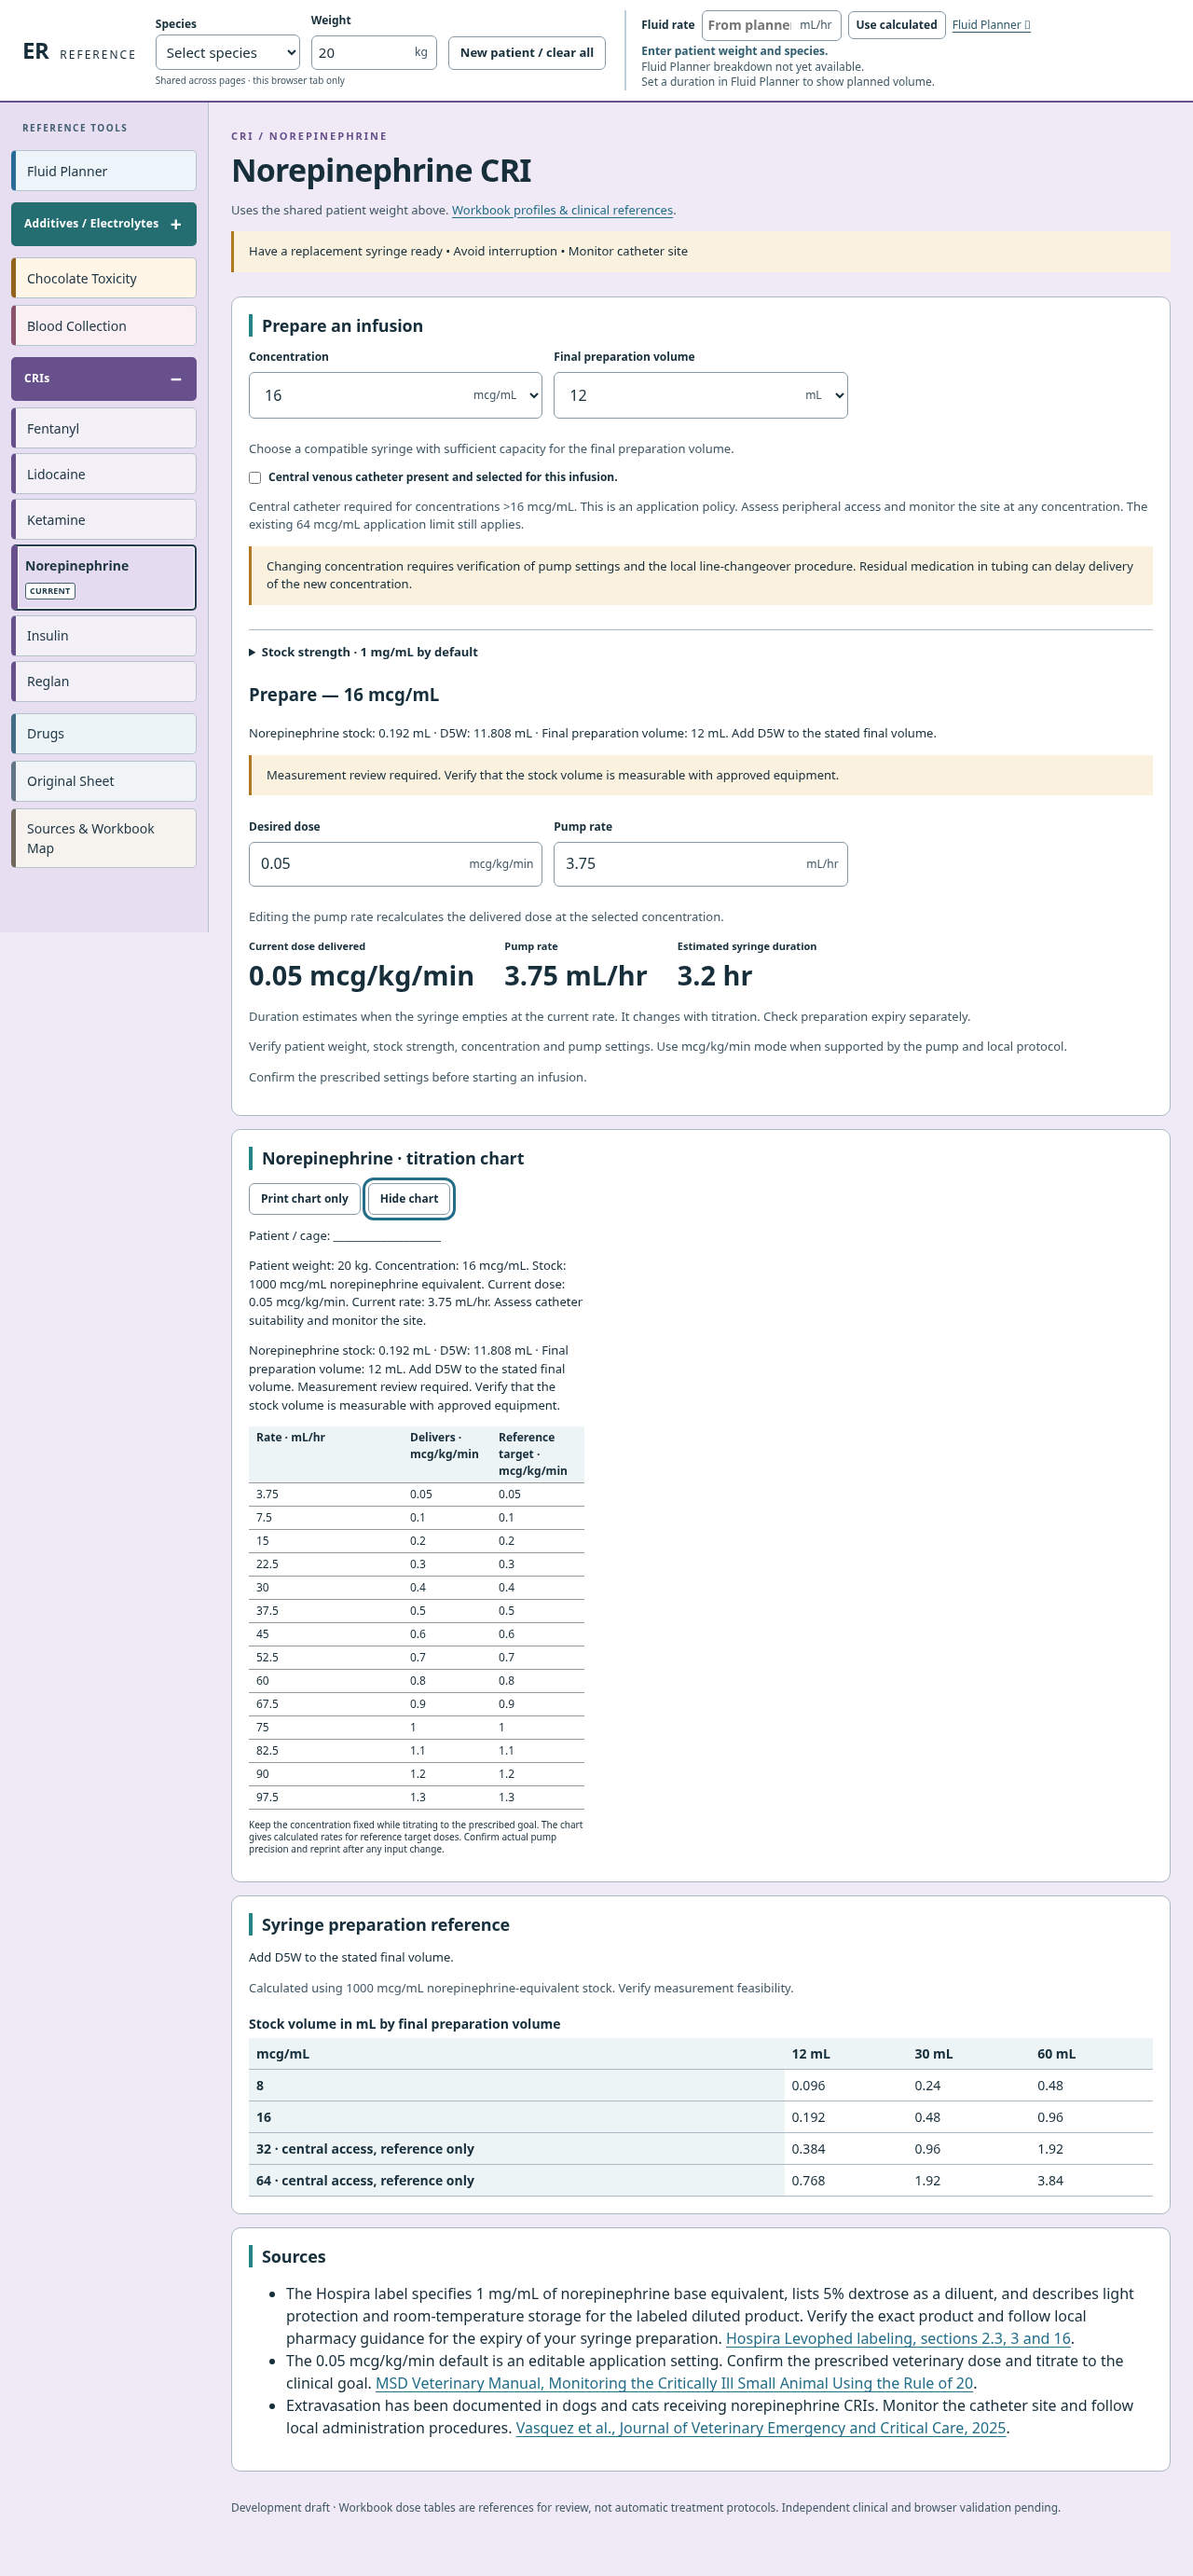 ER REFERENCE
Species
Select species
Shared across pages · this browser tab only
Weight
20 kg
New patient / clear all
Fluid rate mL/hr Use calculated Fluid Planner
Enter patient weight and species.
Fluid Planner breakdown not yet available.
Set a duration in Fluid Planner to show planned volume.
REFERENCE TOOLS
Fluid Planner
Additives / Electrolytes +
Chocolate Toxicity
Blood Collection
CRIs −
Fentanyl
Lidocaine
Ketamine
Norepinephrine
CURRENT
Insulin
Reglan
Drugs
Original Sheet
Sources & Workbook
Map
CRI / NOREPINEPHRINE
Norepinephrine CRI
Uses the shared patient weight above. Workbook profiles & clinical references.
Have a replacement syringe ready • Avoid interruption • Monitor catheter site
Prepare an infusion
Concentration Final preparation volume
16 mcg/mL 12 mL
Choose a compatible syringe with sufficient capacity for the final preparation volume.
Central venous catheter present and selected for this infusion.
Central catheter required for concentrations >16 mcg/mL. This is an application policy. Assess peripheral access and monitor the site at any concentration. The
existing 64 mcg/mL application limit still applies.
Changing concentration requires verification of pump settings and the local line-changeover procedure. Residual medication in tubing can delay delivery
of the new concentration.
Stock strength · 1 mg/mL by default
Prepare — 16 mcg/mL
Norepinephrine stock: 0.192 mL · D5W: 11.808 mL · Final preparation volume: 12 mL. Add D5W to the stated final volume.
Measurement review required. Verify that the stock volume is measurable with approved equipment.
Desired dose Pump rate
0.05 mcg/kg/min 3.75 mL/hr
Editing the pump rate recalculates the delivered dose at the selected concentration.
Current dose delivered Pump rate Estimated syringe duration
0.05 mcg/kg/min 3.75 mL/hr 3.2 hr
Duration estimates when the syringe empties at the current rate. It changes with titration. Check preparation expiry separately.
Verify patient weight, stock strength, concentration and pump settings. Use mcg/kg/min mode when supported by the pump and local protocol.
Confirm the prescribed settings before starting an infusion.
Norepinephrine · titration chart
Print chart only Hide chart
Patient / cage: ___________________
Patient weight: 20 kg. Concentration: 16 mcg/mL. Stock:
1000 mcg/mL norepinephrine equivalent. Current dose:
0.05 mcg/kg/min. Current rate: 3.75 mL/hr. Assess catheter
suitability and monitor the site.
Norepinephrine stock: 0.192 mL · D5W: 11.808 mL · Final
preparation volume: 12 mL. Add D5W to the stated final
volume. Measurement review required. Verify that the
stock volume is measurable with approved equipment.
Rate · mL/hr Delivers · mcg/kg/min Reference target · mcg/kg/min
3.75 0.05 0.05
7.5 0.1 0.1
15 0.2 0.2
22.5 0.3 0.3
30 0.4 0.4
37.5 0.5 0.5
45 0.6 0.6
52.5 0.7 0.7
60 0.8 0.8
67.5 0.9 0.9
75 1 1
82.5 1.1 1.1
90 1.2 1.2
97.5 1.3 1.3
Keep the concentration fixed while titrating to the prescribed goal. The chart
gives calculated rates for reference target doses. Confirm actual pump
precision and reprint after any input change.
Syringe preparation reference
Add D5W to the stated final volume.
Calculated using 1000 mcg/mL norepinephrine-equivalent stock. Verify measurement feasibility.
Stock volume in mL by final preparation volume
mcg/mL 12 mL 30 mL 60 mL
8 0.096 0.24 0.48
16 0.192 0.48 0.96
32 · central access, reference only 0.384 0.96 1.92
64 · central access, reference only 0.768 1.92 3.84
Sources
• The Hospira label specifies 1 mg/mL of norepinephrine base equivalent, lists 5% dextrose as a diluent, and describes light
protection and room-temperature storage for the labeled diluted product. Verify the exact product and follow local
pharmacy guidance for the expiry of your syringe preparation. Hospira Levophed labeling, sections 2.3, 3 and 16.
• The 0.05 mcg/kg/min default is an editable application setting. Confirm the prescribed veterinary dose and titrate to the
clinical goal. MSD Veterinary Manual, Monitoring the Critically Ill Small Animal Using the Rule of 20.
• Extravasation has been documented in dogs and cats receiving norepinephrine CRIs. Monitor the catheter site and follow
local administration procedures. Vasquez et al., Journal of Veterinary Emergency and Critical Care, 2025.
Development draft · Workbook dose tables are references for review, not automatic treatment protocols. Independent clinical and browser validation pending.